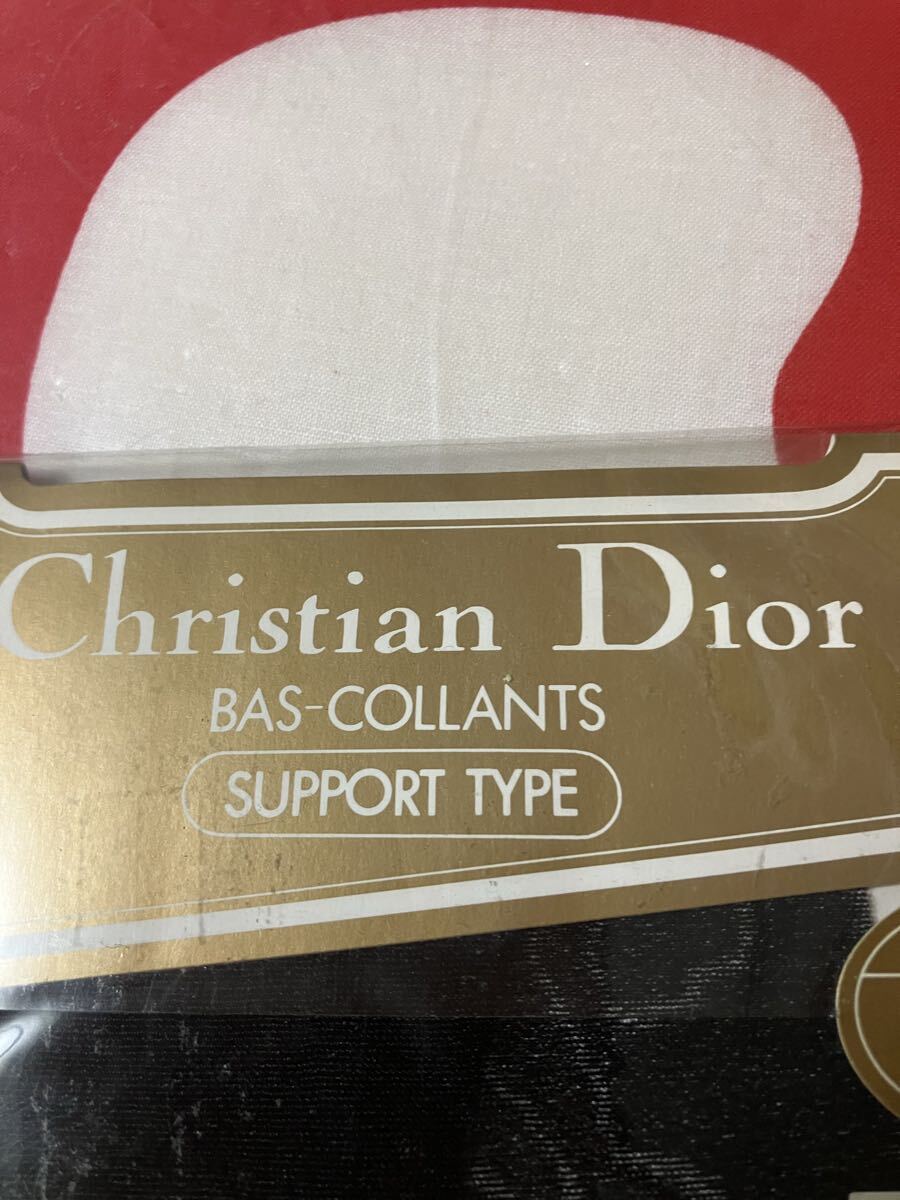 Christian Dior
BAS-COLLANTS
SUPPORT TYPE